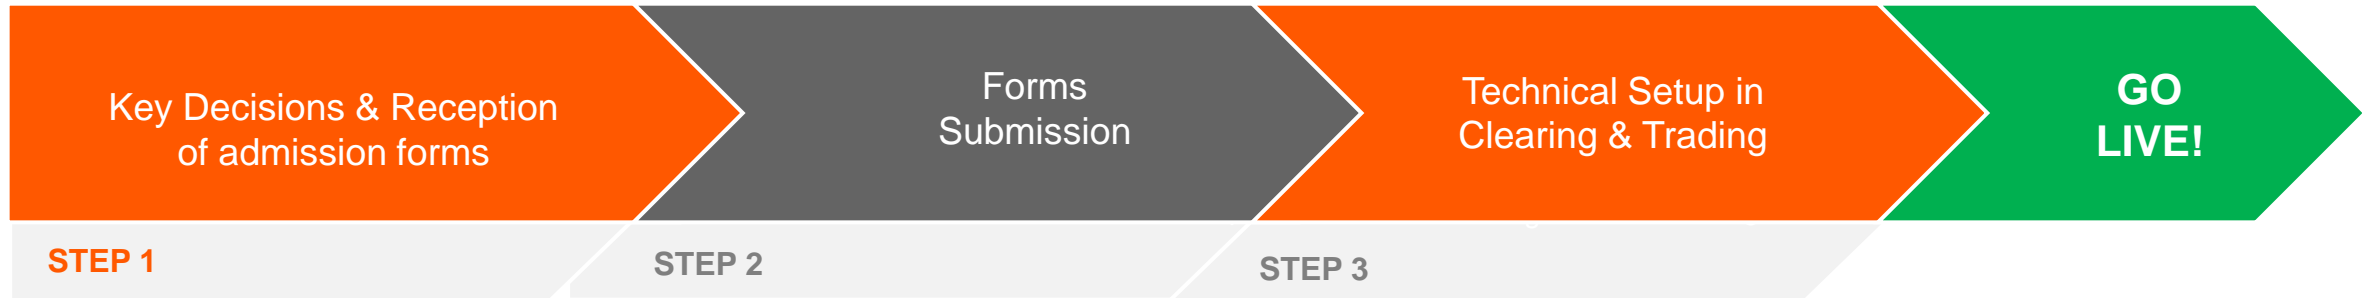 Key Decisions & Reception
of admission forms
Forms
Submission
Technical Setup in
Clearing & Trading
GO
LIVE!
STEP 1
STEP 2
STEP 3